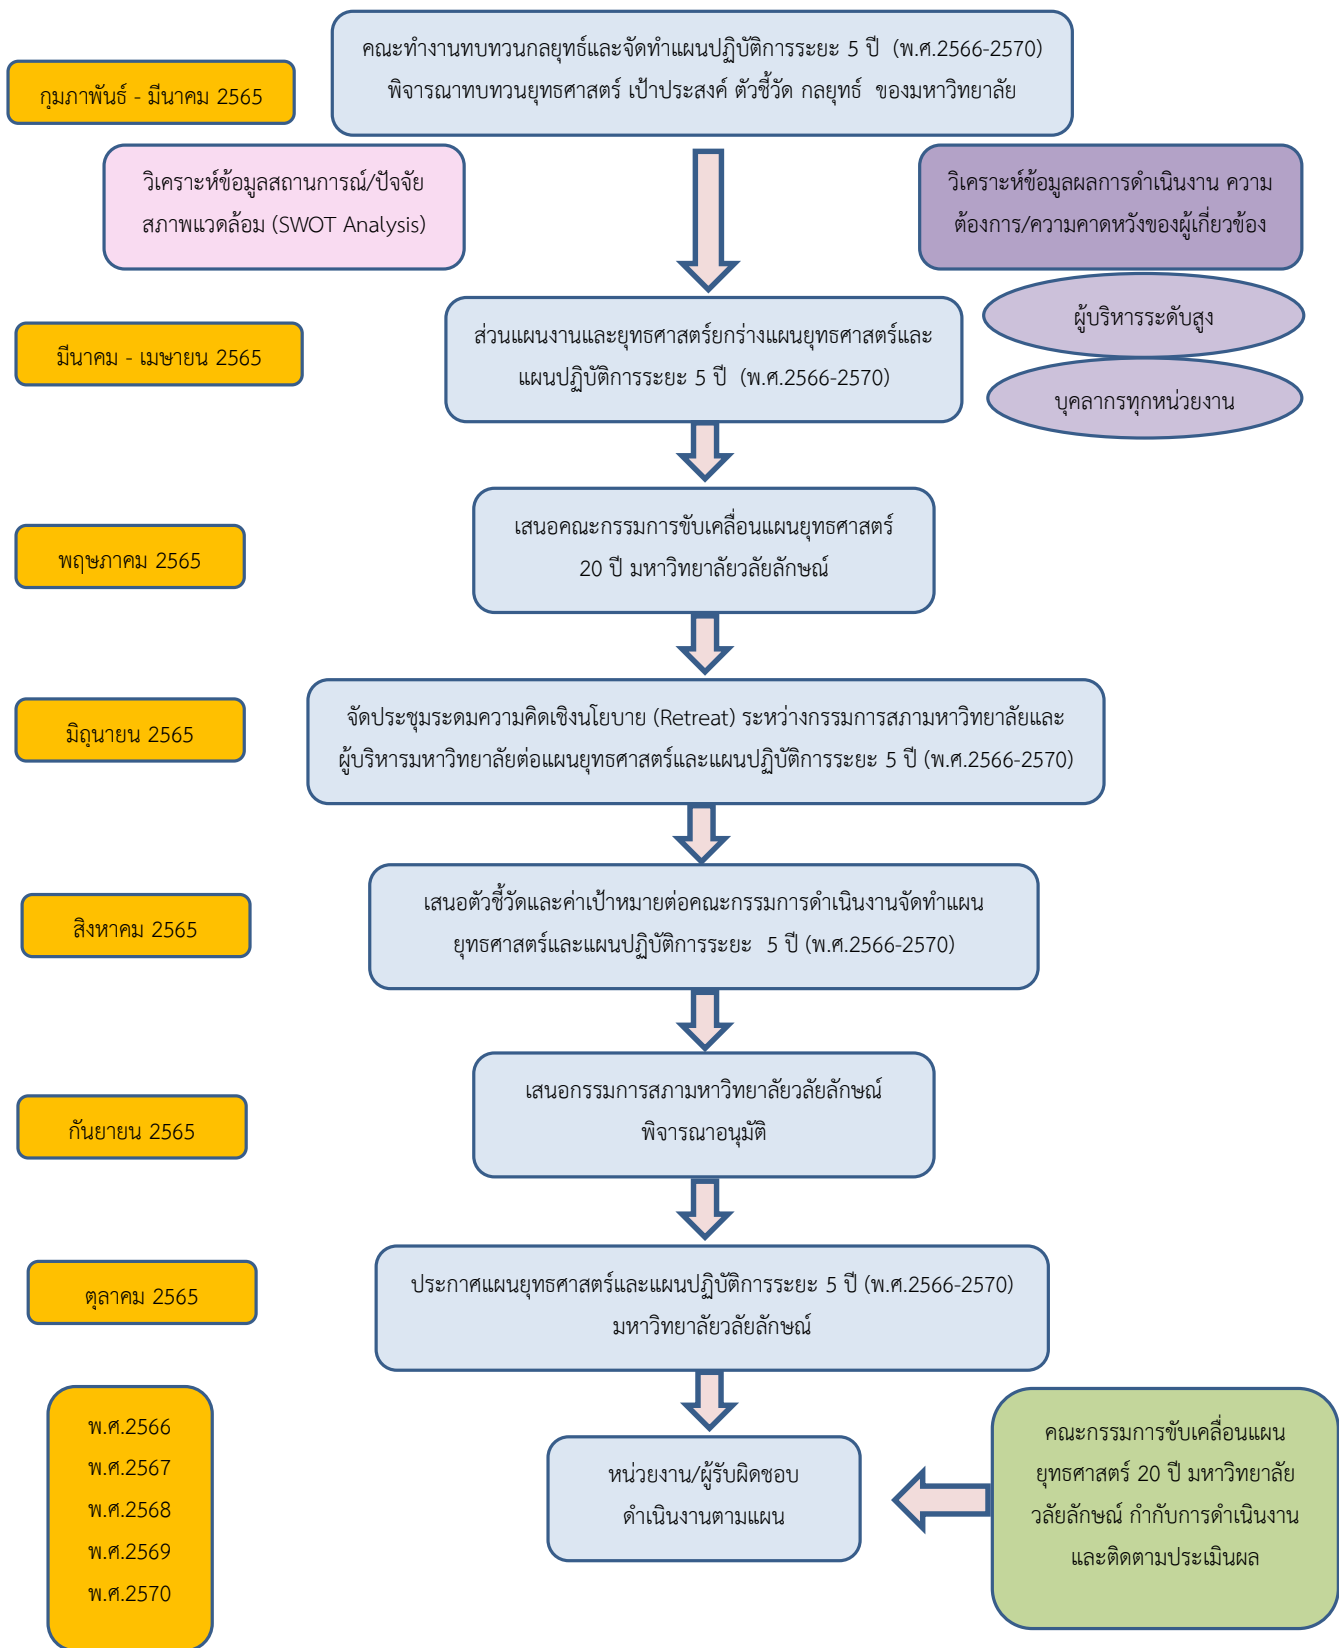 คณะทำงานทบทวนกลยุทธ์และจัดทำแผนปฏิบัติการระยะ 5 ปี (พ.ศ.2566-2570)
พิจารณาทบทวนยุทธศาสตร์ เป้าประสงค์ ตัวชี้วัด กลยุทธ์ ของมหาวิทยาลัย
กุมภาพันธ์ - มีนาคม 2565
วิเคราะห์ข้อมูลสถานการณ์/ปัจจัย
สภาพแวดล้อม (SWOT Analysis)
วิเคราะห์ข้อมูลผลการดำเนินงาน ความ
ต้องการ/ความคาดหวังของผู้เกี่ยวข้อง
ผู้บริหารระดับสูง
บุคลากรทุกหน่วยงาน
มีนาคม - เมษายน 2565
ส่วนแผนงานและยุทธศาสตร์ยกร่างแผนยุทธศาสตร์และ
แผนปฏิบัติการระยะ 5 ปี (พ.ศ.2566-2570)
พฤษภาคม 2565
เสนอคณะกรรมการขับเคลื่อนแผนยุทธศาสตร์
20 ปี มหาวิทยาลัยวลัยลักษณ์
มิถุนายน 2565
จัดประชุมระดมความคิดเชิงนโยบาย (Retreat) ระหว่างกรรมการสภามหาวิทยาลัยและ
ผู้บริหารมหาวิทยาลัยต่อแผนยุทธศาสตร์และแผนปฏิบัติการระยะ 5 ปี (พ.ศ.2566-2570)
สิงหาคม 2565
เสนอตัวชี้วัดและค่าเป้าหมายต่อคณะกรรมการดำเนินงานจัดทำแผน
ยุทธศาสตร์และแผนปฏิบัติการระยะ 5 ปี (พ.ศ.2566-2570)
กันยายน 2565
เสนอกรรมการสภามหาวิทยาลัยวลัยลักษณ์
พิจารณาอนุมัติ
ตุลาคม 2565
ประกาศแผนยุทธศาสตร์และแผนปฏิบัติการระยะ 5 ปี (พ.ศ.2566-2570)
มหาวิทยาลัยวลัยลักษณ์
พ.ศ.2566
พ.ศ.2567
พ.ศ.2568
พ.ศ.2569
พ.ศ.2570
หน่วยงาน/ผู้รับผิดชอบ
ดำเนินงานตามแผน
คณะกรรมการขับเคลื่อนแผน
ยุทธศาสตร์ 20 ปี มหาวิทยาลัย
วลัยลักษณ์ กำกับการดำเนินงาน
และติดตามประเมินผล